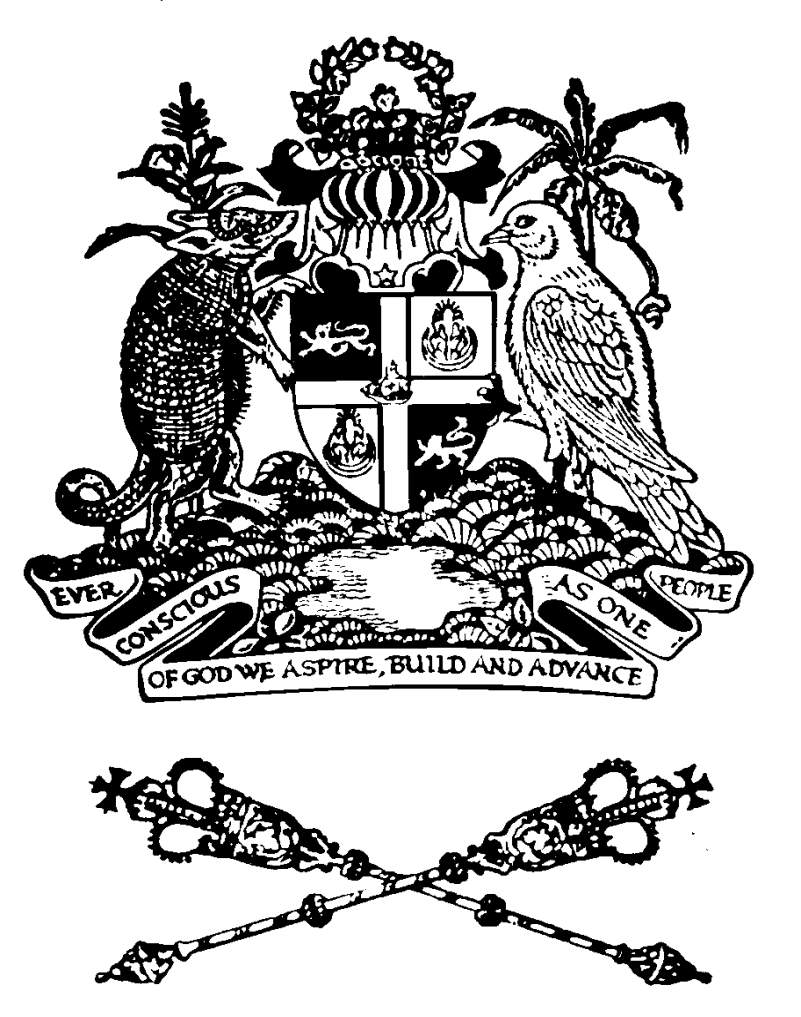 EVER
CONSCIOUS
OF GOD WE ASPIRE, BUILD AND ADVANCE
AS ONE
PEOPLE